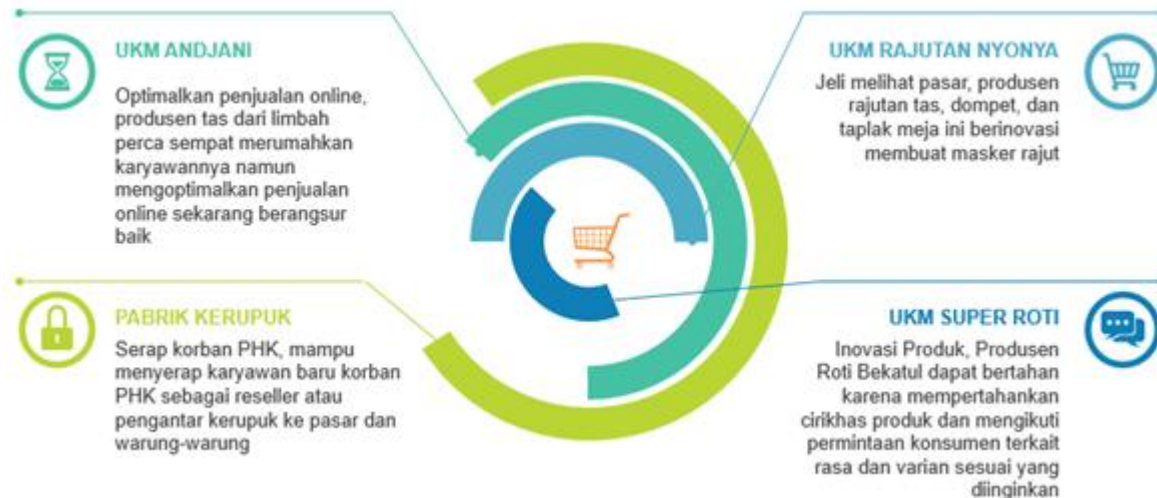 UKM ANDJANI
Optimalkan penjualan online,
produsen tas dari limbah
perca sempat merumahkan
karyawannya namun
mengoptimalkan penjualan
online sekarang berangsur
baik
UKM RAJUTAN NYONYA
Jeli melihat pasar, produsen
rajutan tas, dompet, dan
taplak meja ini berinovasi
membuat masker rajut
PABRIK KERUPUK
Serap korban PHK, mampu
menyerap karyawan baru korban
PHK sebagai reseller atau
pengantar kerupuk ke pasar dan
warung-warung
UKM SUPER ROTI
Inovasi Produk, Produsen
Roti Bekatul dapat bertahan
karena mempertahankan
cirikhas produk dan mengikuti
permintaan konsumen terkait
rasa dan varian sesuai yang
diinginkan